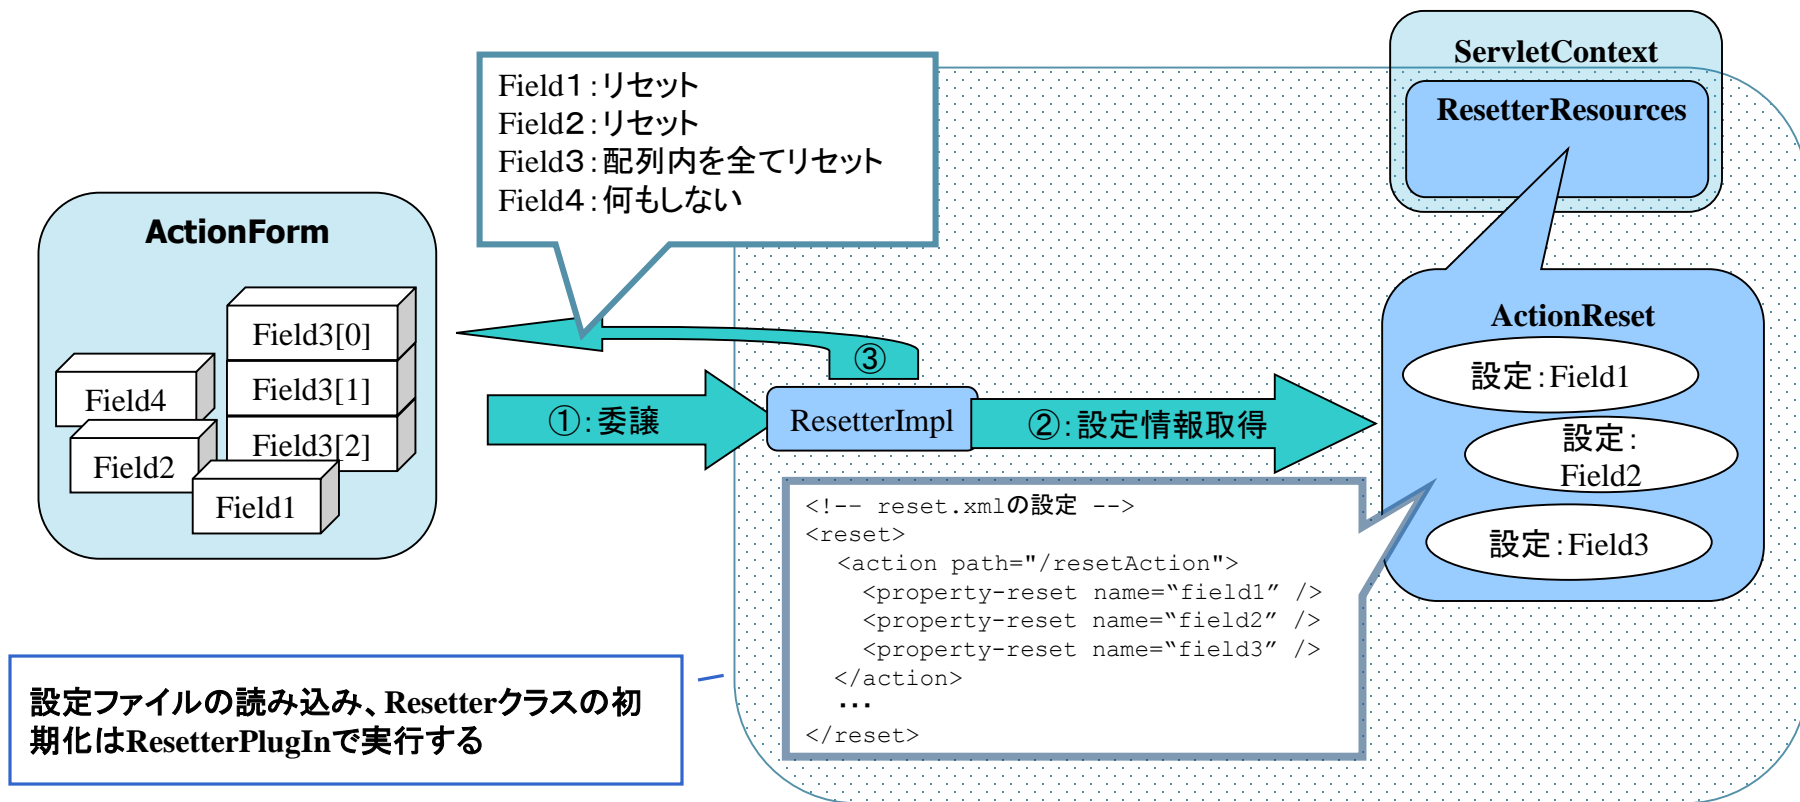 ServletContext
ResetterResources
Field1:リセット
Field2:リセット
Field3:配列内を全てリセット
Field4:何もしない
ActionForm
Field3[0]
Field3[1]
Field3[2]
Field4
Field2
Field1
③
①:委譲
ResetterImpl
②:設定情報取得
ActionReset
設定:Field1
設定:
Field2
設定:Field3
<!-- reset.xmlの設定 -->
<reset>
<action path="/resetAction">
<property-reset name=“field1” />
<property-reset name=“field2” />
<property-reset name=“field3” />
</action>
・・・
</reset>
設定ファイルの読み込み、Resetterクラスの初
期化はResetterPlugInで実行する